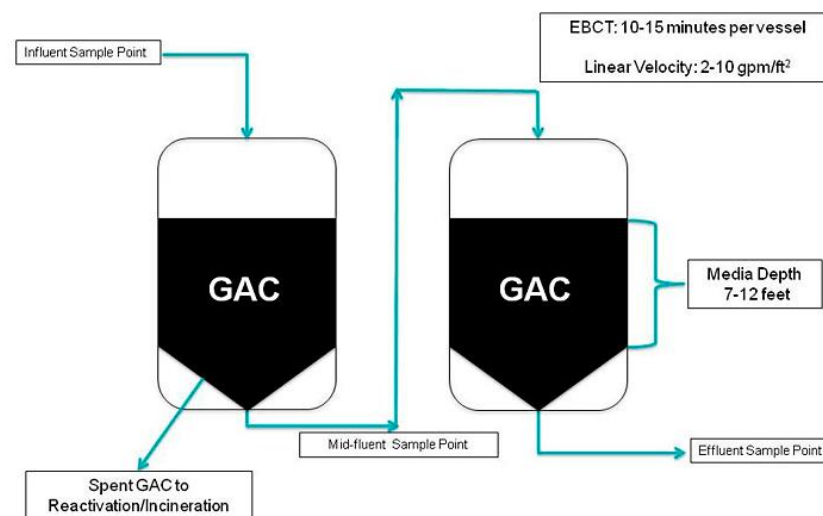 EBCT: 10-15 minutes per vessel
Linear Velocity: 2-10 gpm/ft²
Influent Sample Point
GAC
GAC
Media Depth
7-12 feet
Mid-fluent Sample Point
Effluent Sample Point
Spent GAC to
Reactivation/Incineration